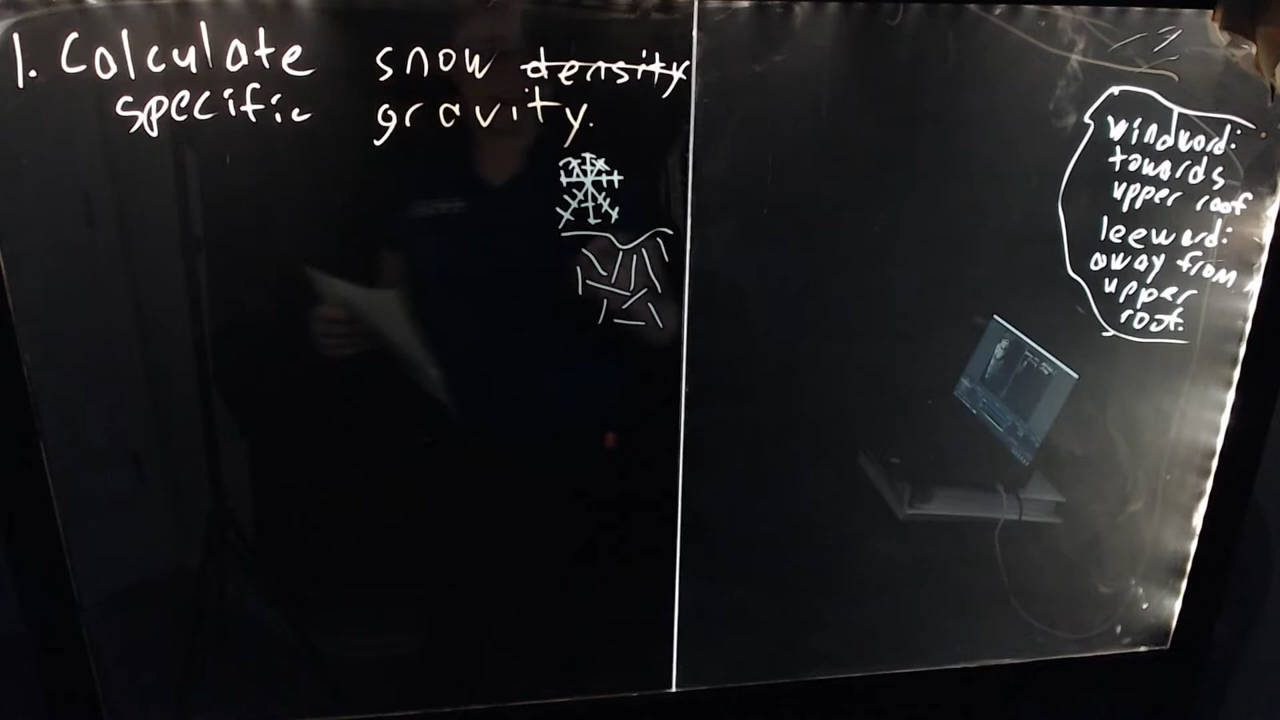 1. Calculate snow density
specific gravity.
windward:
towards
upper roof
leeward:
away from
upper
roof.